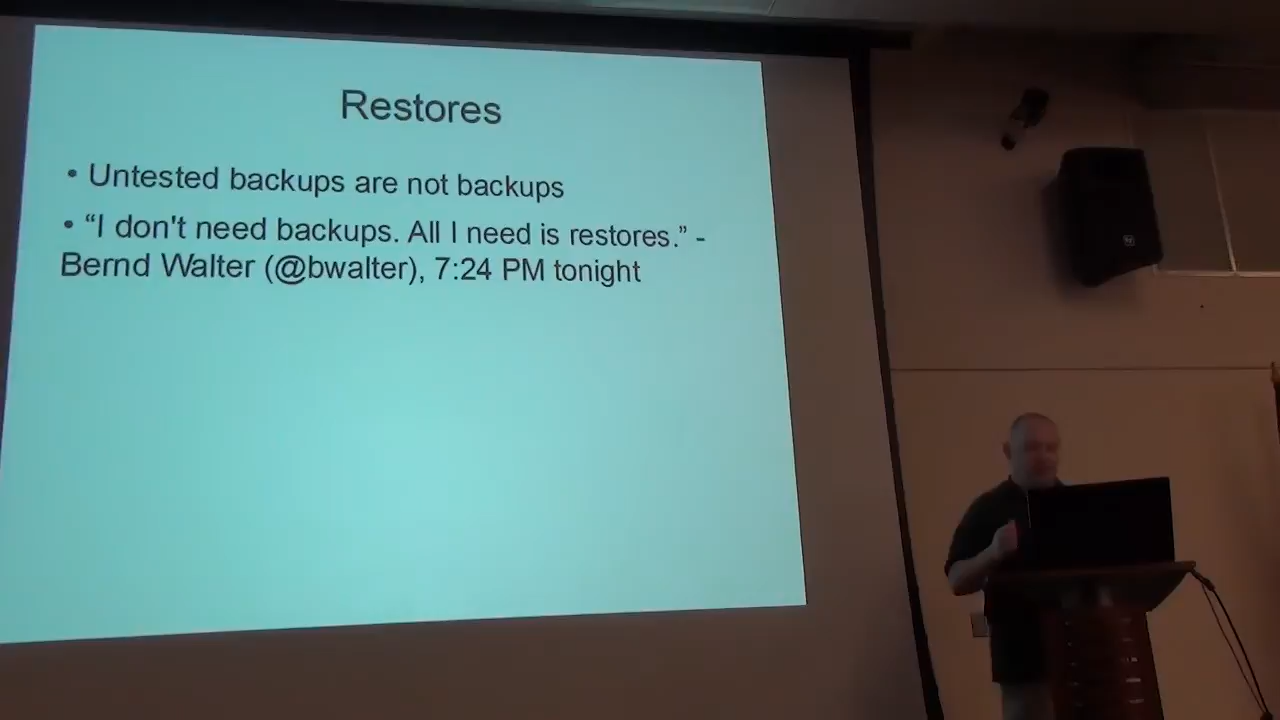 Restores
• Untested backups are not backups
• “I don't need backups. All I need is restores.” -
Bernd Walter (@bwalter), 7:24 PM tonight